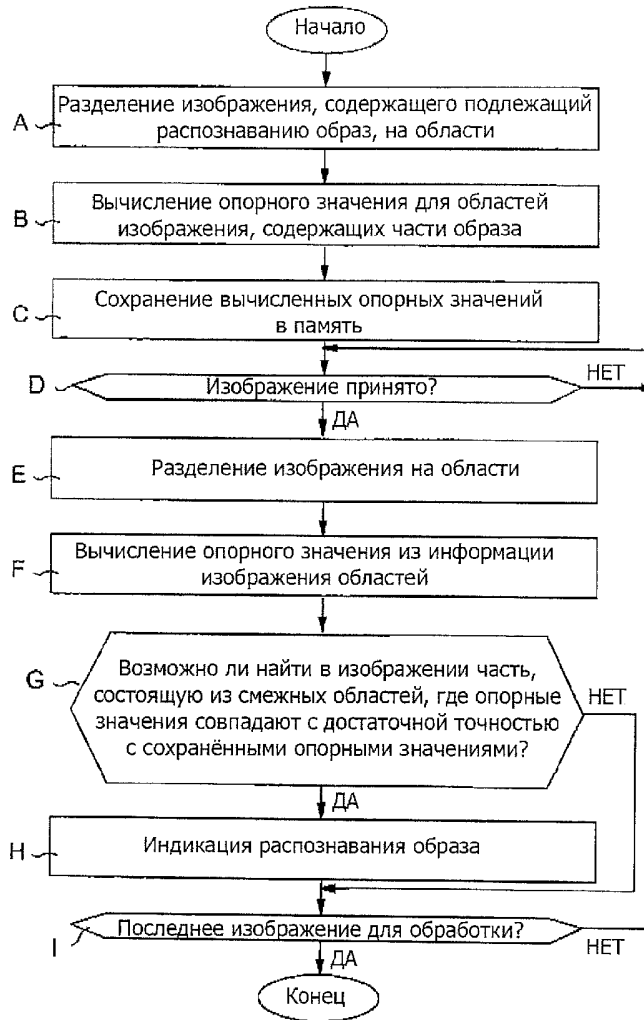 Начало
A
Разделение изображения, содержащего подлежащий
распознаванию образ, на области
B
Вычисление опорного значения для областей
изображения, содержащих части образа
C
Сохранение вычисленных опорных значений
в память
D
Изображение принято?
НЕТ
ДА
E
Разделение изображения на области
F
Вычисление опорного значения из информации
изображения областей
G
Возможно ли найти в изображении часть,
состоящую из смежных областей, где опорные
значения совпадают с достаточной точностью
с сохранёнными опорными значениями?
НЕТ
ДА
H
Индикация распознавания образа
I
Последнее изображение для обработки?
НЕТ
ДА
Конец